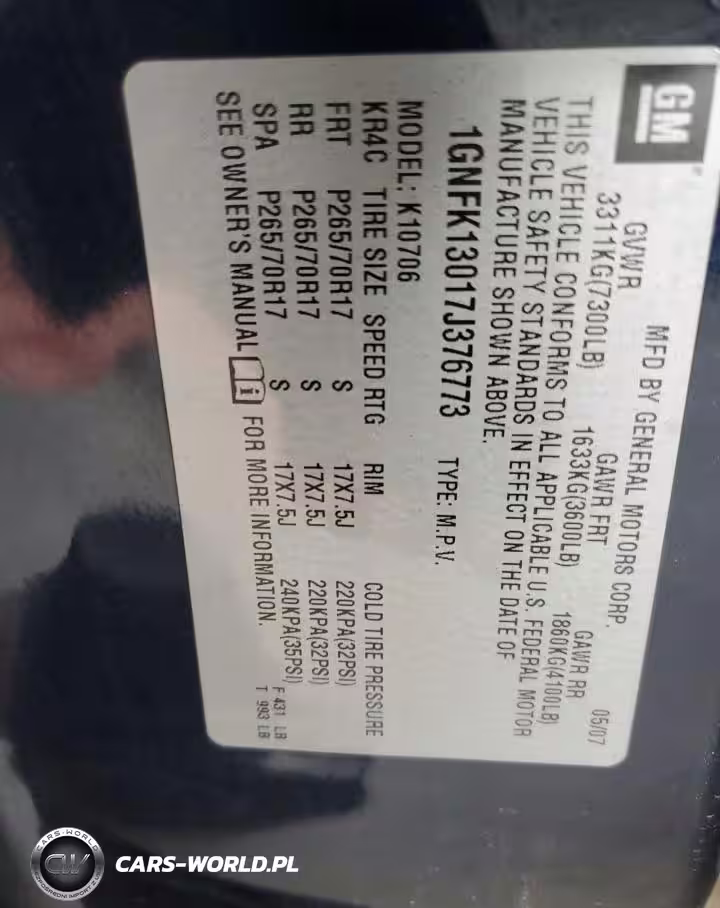 GM
MFD BY GENERAL MOTORS CORP. 05/07
GVWR GAWR FRT GAWR RR
3311KG(7300LB) 1633KG(3600LB) 1860KG(4100LB)
THIS VEHICLE CONFORMS TO ALL APPLICABLE U.S. FEDERAL MOTOR
VEHICLE SAFETY STANDARDS IN EFFECT ON THE DATE OF
MANUFACTURE SHOWN ABOVE.
1GNFK13017J376773 TYPE: M.P.V.
MODEL: K10706
KR4C TIRE SIZE SPEED RTG RIM COLD TIRE PRESSURE
FRT P265/70R17 S 17X7.5J 220KPA(32PSI)
RR P265/70R17 S 17X7.5J 220KPA(32PSI)
SPA P265/70R17 S 17X7.5J 240KPA(35PSI) F 431 LB
SEE OWNER'S MANUAL i FOR MORE INFORMATION. T 993 LB
CARS-WORLD
CW
CARS-WORLD.PL